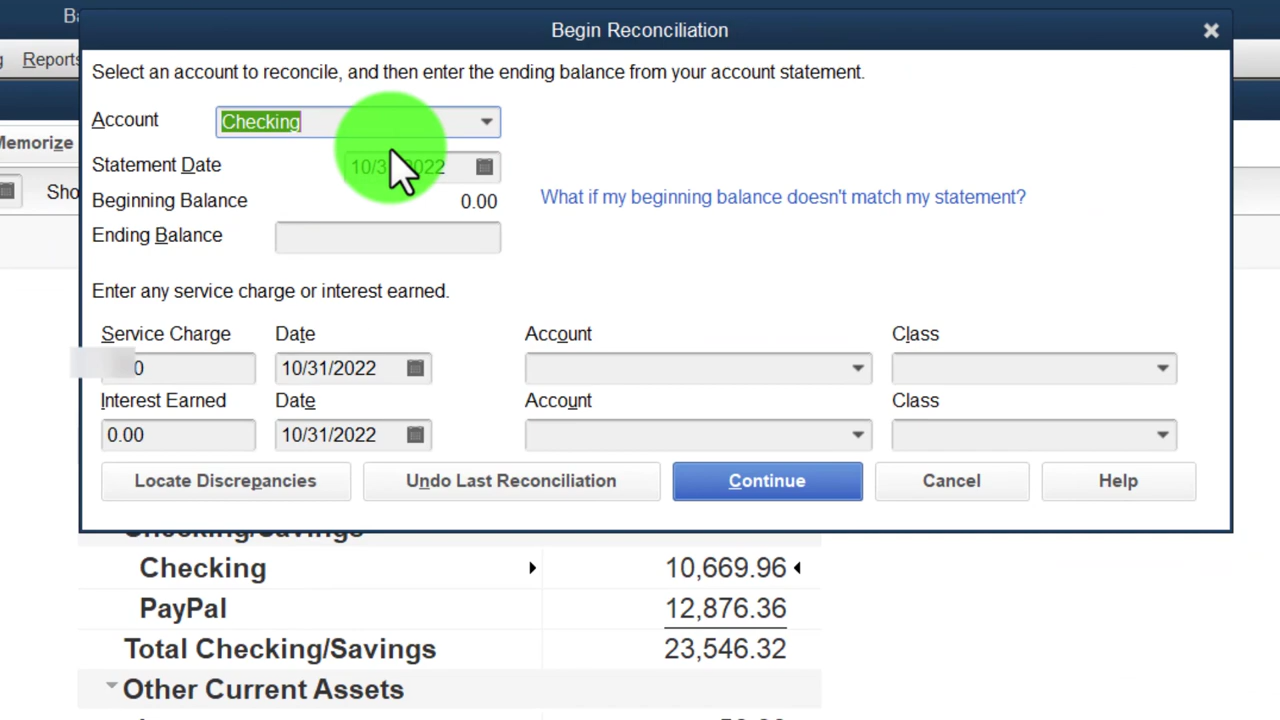 Ba
Begin Reconciliation
Reports
Select an account to reconcile, and then enter the ending balance from your account statement.
Account Checking
Memorize
Statement Date
Sho
Beginning Balance 0.00 What if my beginning balance doesn't match my statement?
Ending Balance
Enter any service charge or interest earned.
Service Charge Date Account Class
0 10/31/2022
Interest Earned Date Account Class
0.00 10/31/2022
Locate Discrepancies Undo Last Reconciliation Continue Cancel Help
Checking/Savings
Checking 10,669.96
PayPal 12,876.36
Total Checking/Savings 23,546.32
Other Current Assets